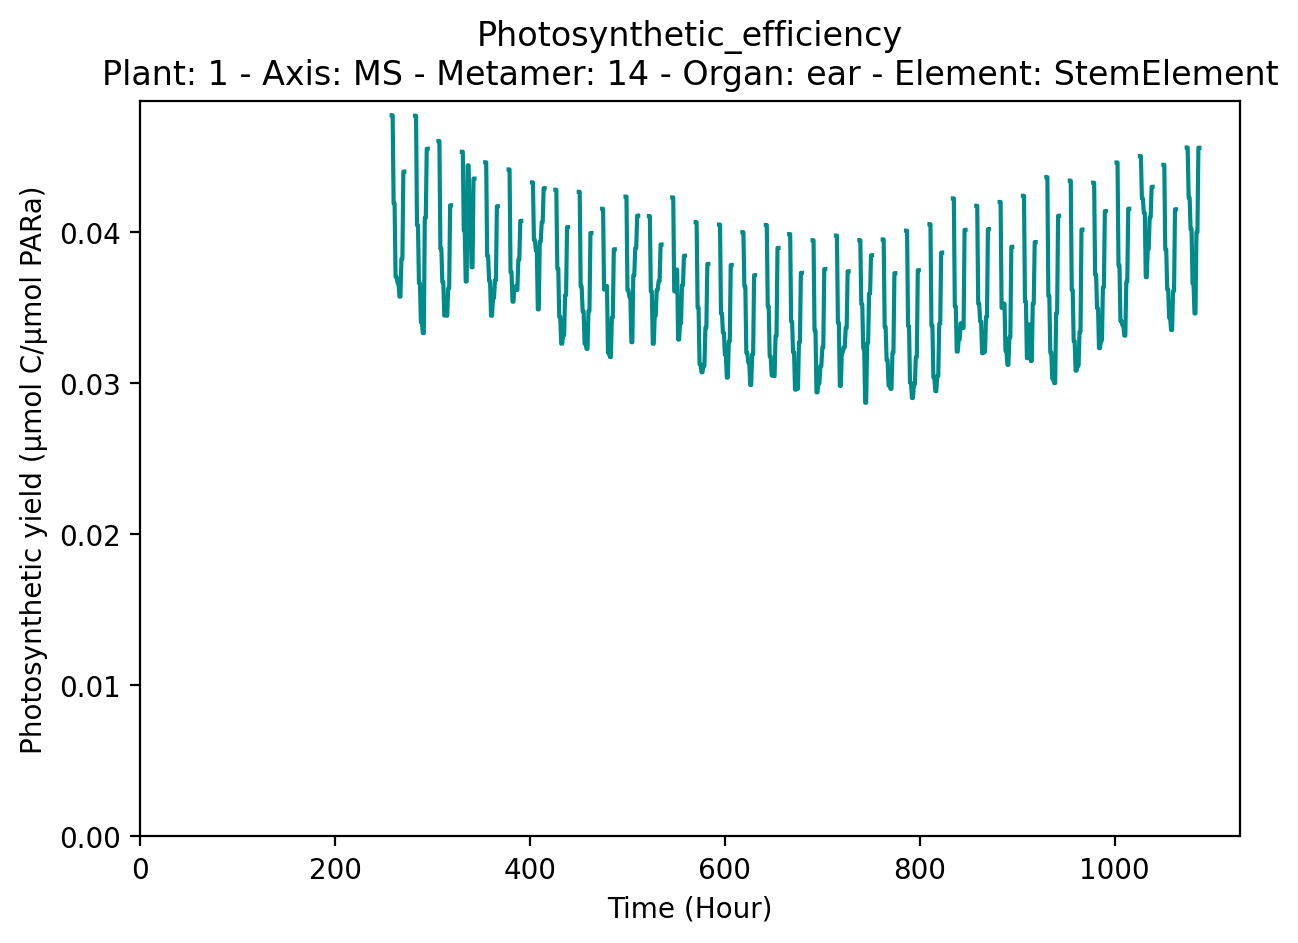 Photosynthetic_efficiency
Plant: 1 - Axis: MS - Metamer: 14 - Organ: ear - Element: StemElement
Photosynthetic yield (µmol C/µmol PARa)
0.04
0.03
0.02
0.01
0.00
0
200
400
600
800
1000
Time (Hour)